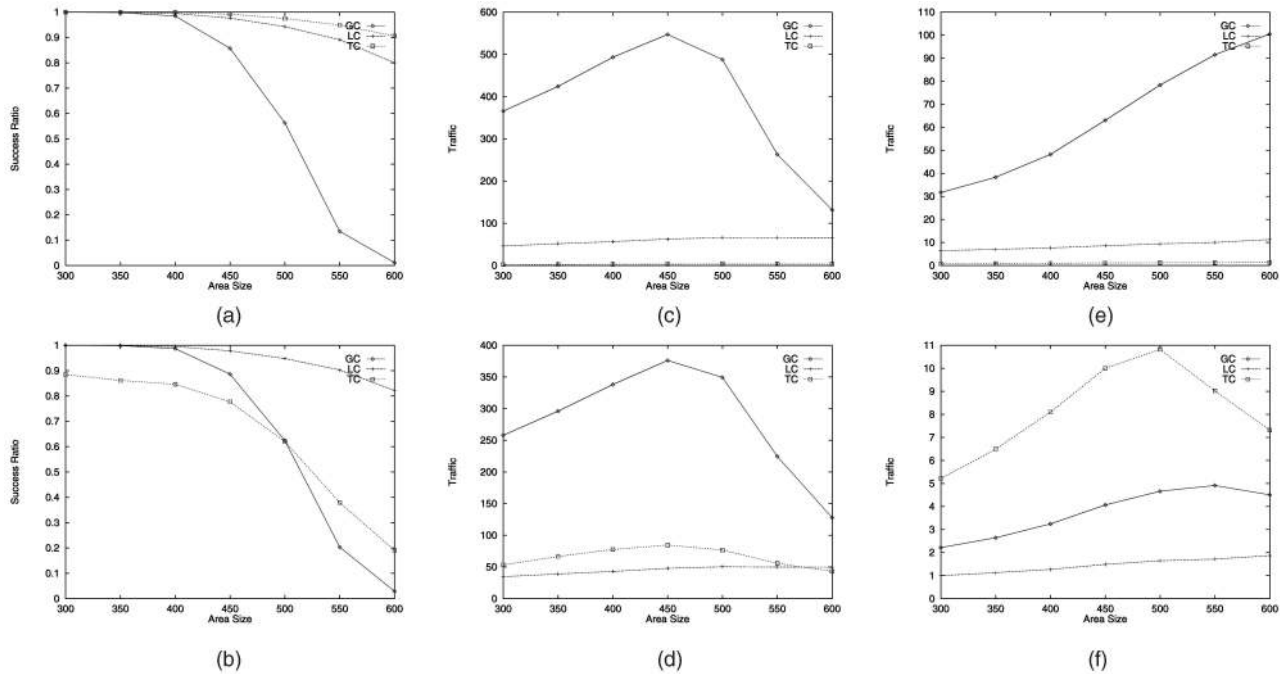 1
0.9
0.8
0.7
0.6
0.5
0.4
0.3
0.2
0.1
0
Success Ratio
GC
LC
TC
300 350 400 450 500 550 600
Area Size
(a)
600
500
400
300
200
100
0
Traffic
GC
LC
TC
300 350 400 450 500 550 600
Area Size
(c)
110
100
90
80
70
60
50
40
30
20
10
0
Traffic
GC
LC
TC
300 350 400 450 500 550 600
Area Size
(e)
1
0.9
0.8
0.7
0.6
0.5
0.4
0.3
0.2
0.1
0
Success Ratio
GC
LC
TC
300 350 400 450 500 550 600
Area Size
(b)
400
350
300
250
200
150
100
50
0
Traffic
GC
LC
TC
300 350 400 450 500 550 600
Area Size
(d)
11
10
9
8
7
6
5
4
3
2
1
0
Traffic
GC
LC
TC
300 350 400 450 500 550 600
Area Size
(f)